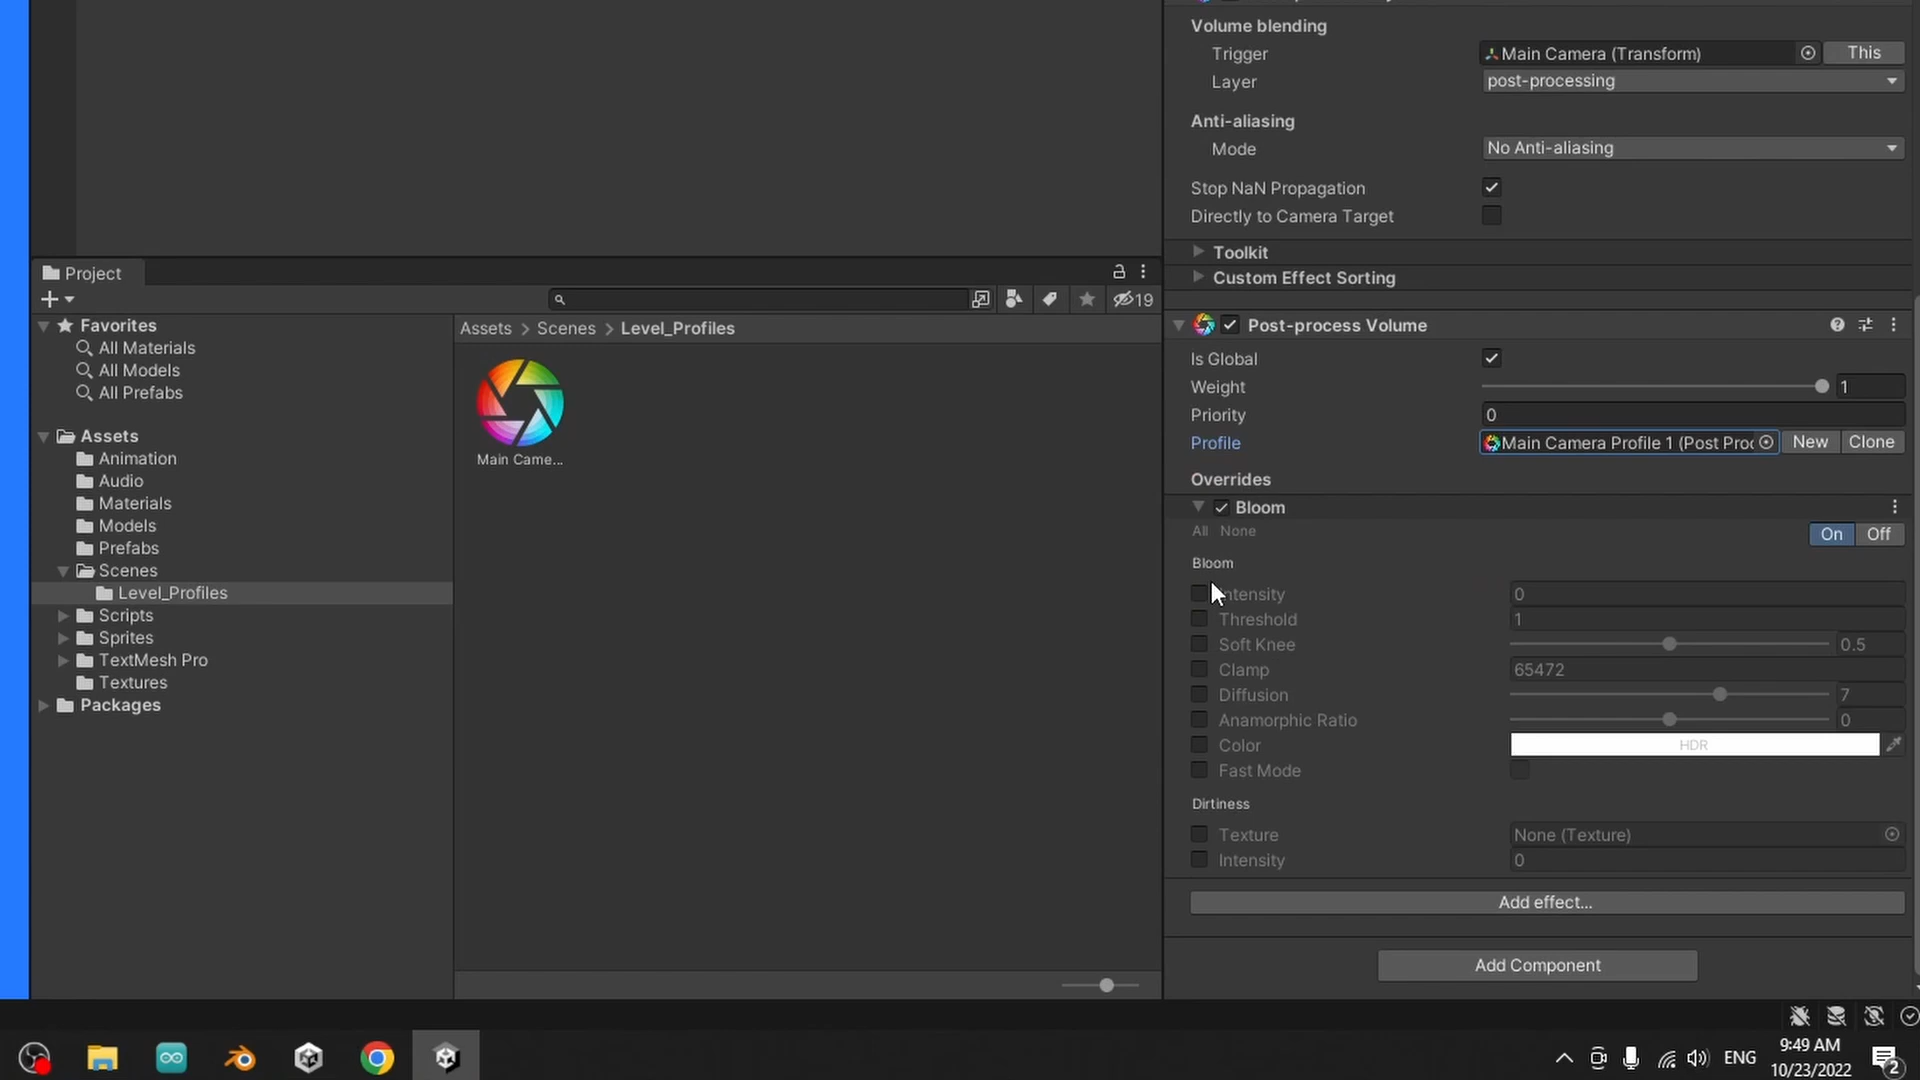 Volume blending
Trigger Main Camera (Transform) This
Layer post-processing
Anti-aliasing
Mode No Anti-aliasing
Stop NaN Propagation
Directly to Camera Target
Toolkit
Custom Effect Sorting
Post-process Volume
Is Global
Weight 1
Priority 0
Profile Main Camera Profile 1 (Post Proc New Clone
Overrides
Bloom
All None On Off
Bloom
Intensity 0
Threshold 1
Soft Knee 0.5
Clamp 65472
Diffusion 7
Anamorphic Ratio 0
Color HDR
Fast Mode
Dirtiness
Texture None (Texture)
Intensity 0
Add effect...
Add Component
Project
19
Favorites
All Materials
All Models
All Prefabs
Assets
Animation
Audio
Materials
Models
Prefabs
Scenes
Level_Profiles
Scripts
Sprites
TextMesh Pro
Textures
Packages
Assets > Scenes > Level_Profiles
Main Came...
ENG
9:49 AM
10/23/2022
2